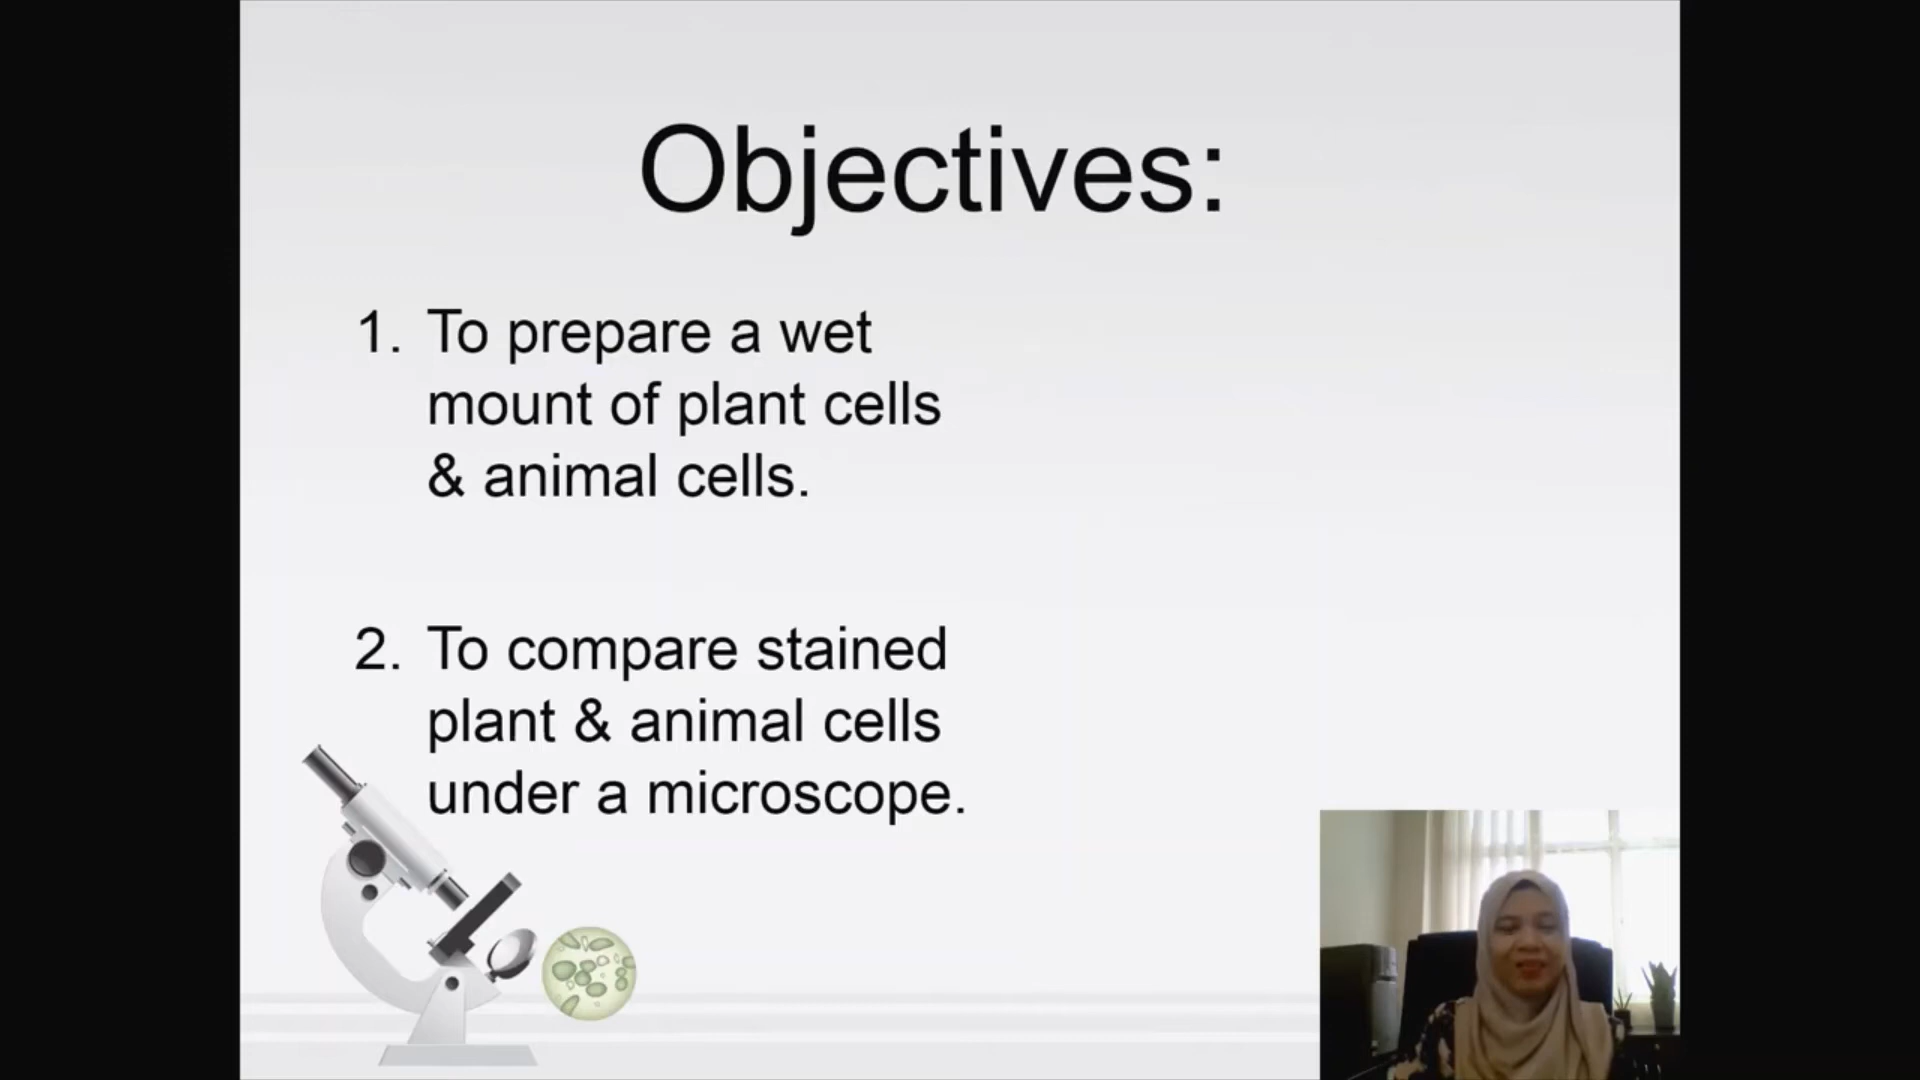 Objectives:
1. To prepare a wet
mount of plant cells
& animal cells.
2. To compare stained
plant & animal cells
under a microscope.